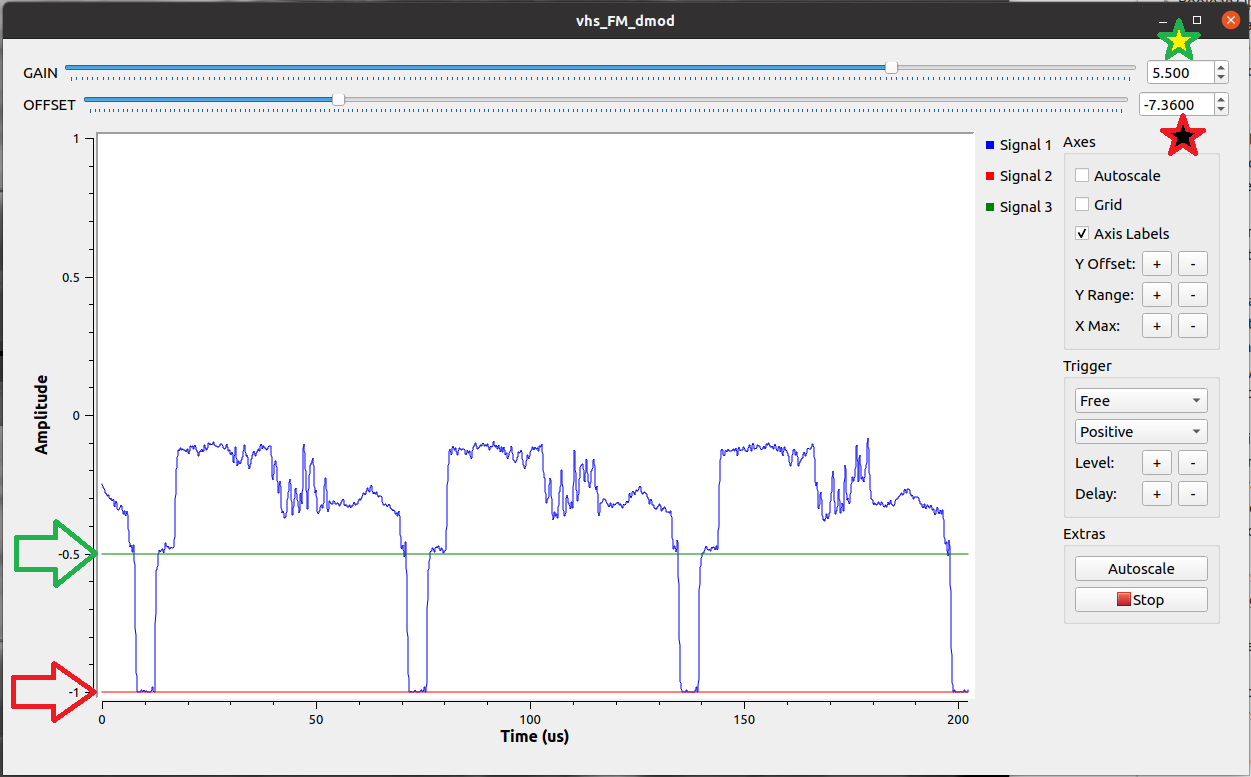 vhs_FM_dmod
GAIN
5.500
OFFSET
-7.3600
1
0.5
0
-0.5
-1
Amplitude
0
50
100
150
200
Time (us)
Signal 1
Signal 2
Signal 3
Axes
Autoscale
Grid
Axis Labels
Y Offset: + -
Y Range: + -
X Max: + -
Trigger
Free
Positive
Level: + -
Delay: + -
Extras
Autoscale
Stop